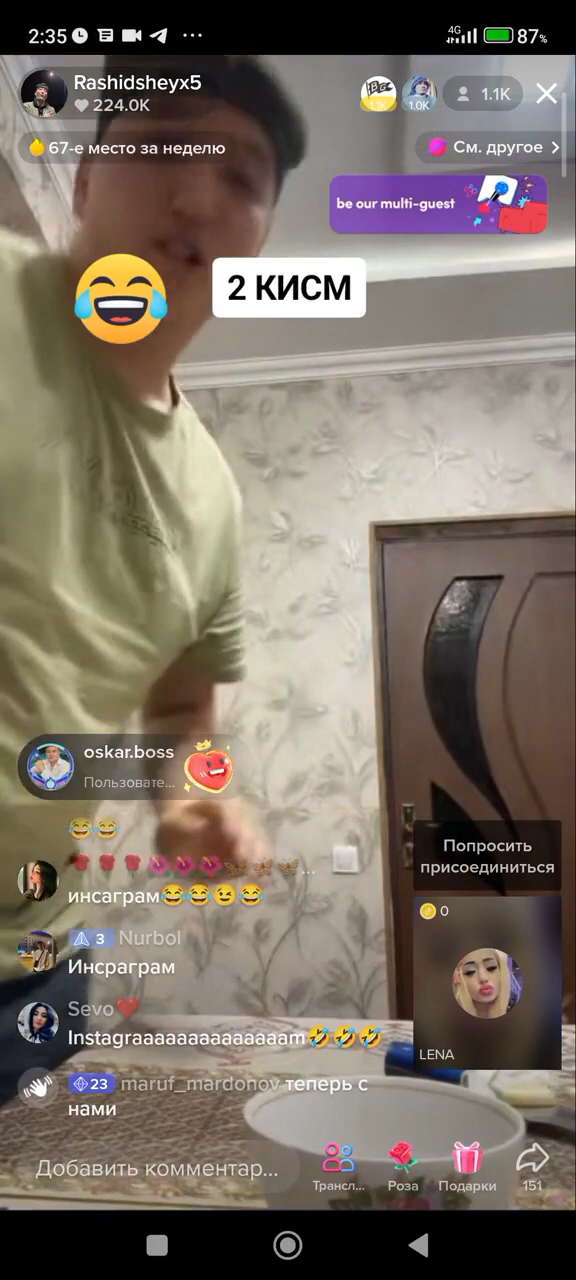 2:35
4G
87%
Rashidsheyx5
224.0K
1.0K
1.1K
67-е место за неделю
См. другое
be our multi-guest
😂 2 КИСМ
oskar.boss
Пользовате...
😂😂
...
инсаграм😂😂😉😂
3 Nurbol
Инсраграм
Sevo❤️
Instagraaaaaaaaaaaaaam🤣🤣🤣
23 maruf_mardonov теперь с
нами
Попросить
присоединиться
0
LENA
Добавить комментар...
Трансл...
Роза
Подарки
151